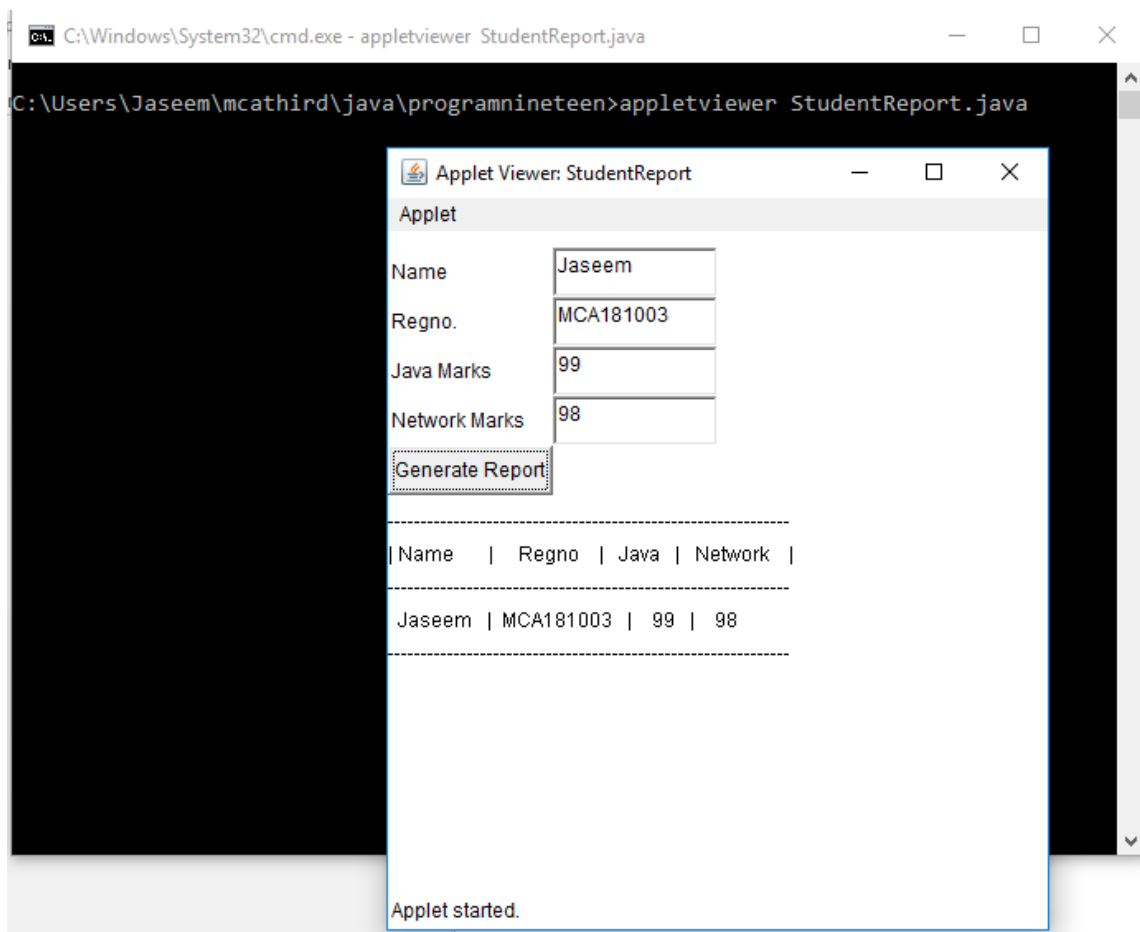 C:\Windows\System32\cmd.exe - appletviewer StudentReport.java
C:\Users\Jaseem\mcathird\java\programnineteen>appletviewer StudentReport.java
Applet Viewer: StudentReport
Applet
Name Jaseem
Regno. MCA181003
Java Marks 99
Network Marks 98
Generate Report
---------------------------------------------------------
| Name | Regno | Java | Network |
---------------------------------------------------------
Jaseem | MCA181003 | 99 | 98
---------------------------------------------------------
Applet started.